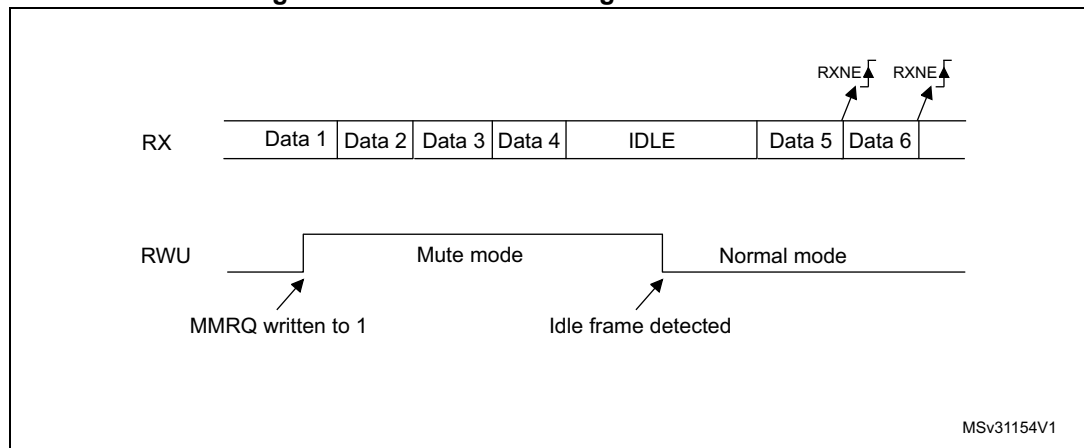 RXNE RXNE
RX Data 1 Data 2 Data 3 Data 4 IDLE Data 5 Data 6
RWU Mute mode Normal mode
MMRQ written to 1 Idle frame detected
MSv31154V1